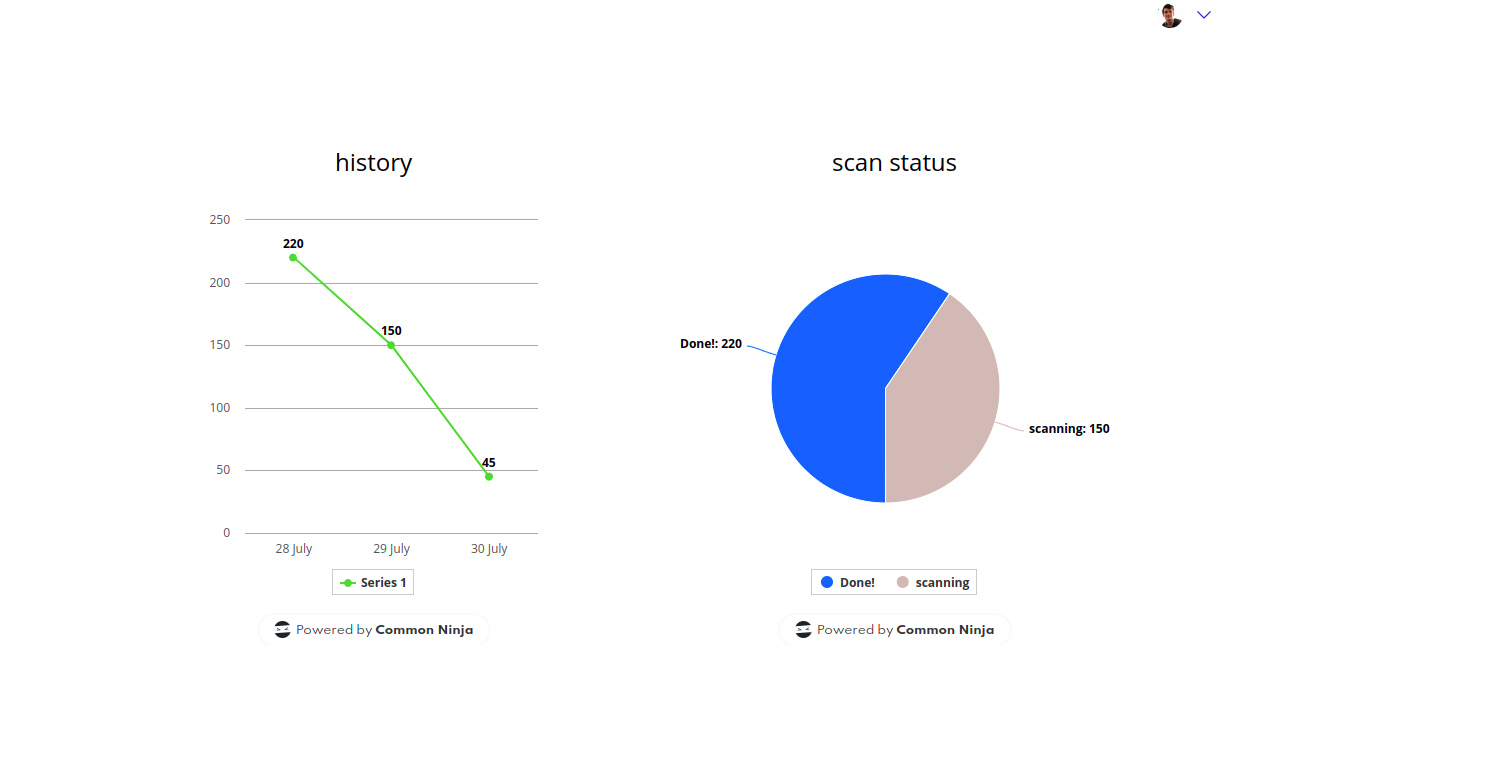 history
250
200
150
100
50
0
220
150
45
28 July 29 July 30 July
Series 1
Powered by Common Ninja
scan status
Done!: 220
scanning: 150
Done! scanning
Powered by Common Ninja